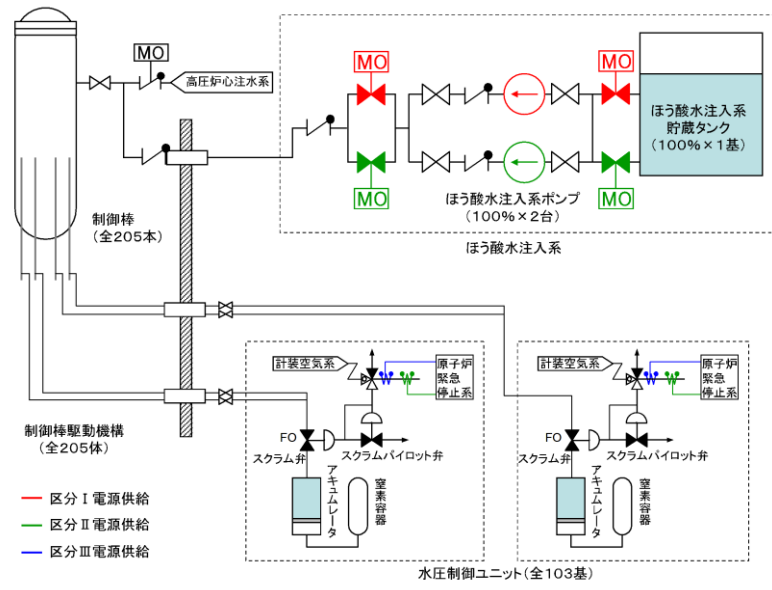 MO
高圧炉心注水系
MO
MO
MO
MO
ほう酸水注入系
貯蔵タンク
(100%×1基)
ほう酸水注入系ポンプ
(100%×2台)
ほう酸水注入系
制御棒
(全205本)
計装空気系
原子炉
緊急
停止系
FO
スクラム弁
スクラムパイロット弁
アキュムレータ
窒素容器
計装空気系
原子炉
緊急
停止系
FO
スクラム弁
スクラムパイロット弁
アキュムレータ
窒素容器
制御棒駆動機構
(全205体)
区分Ⅰ電源供給
区分Ⅱ電源供給
区分Ⅲ電源供給
水圧制御ユニット(全103基)